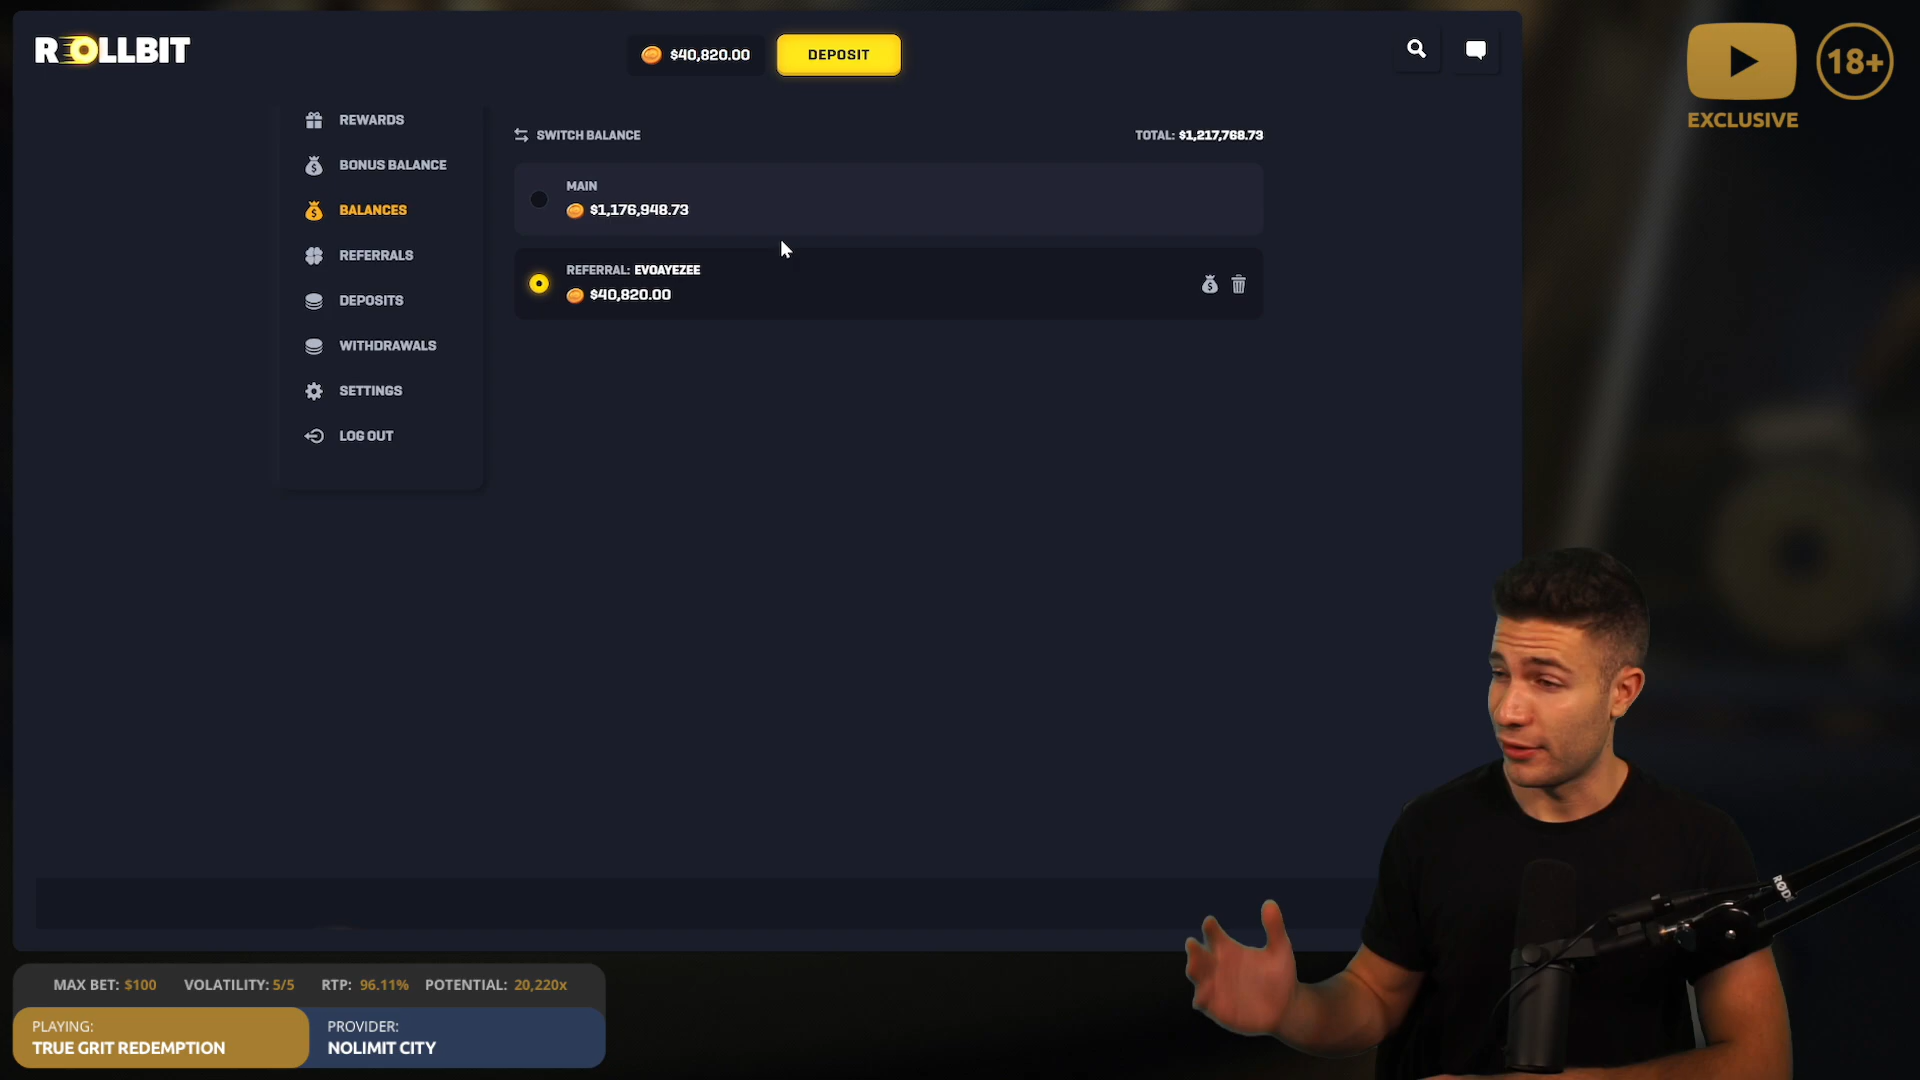 ROLLBIT
$40,820.00
DEPOSIT
18+
EXCLUSIVE
REWARDS
BONUS BALANCE
BALANCES
REFERRALS
DEPOSITS
WITHDRAWALS
SETTINGS
LOG OUT
SWITCH BALANCE
TOTAL: $1,217,768.73
MAIN
$1,176,948.73
REFERRAL: EVOAYEZEE
$40,820.00
RØDE
MAX BET: $100 VOLATILITY: 5/5 RTP: 96.11% POTENTIAL: 20,220x
PLAYING:
TRUE GRIT REDEMPTION
PROVIDER:
NOLIMIT CITY